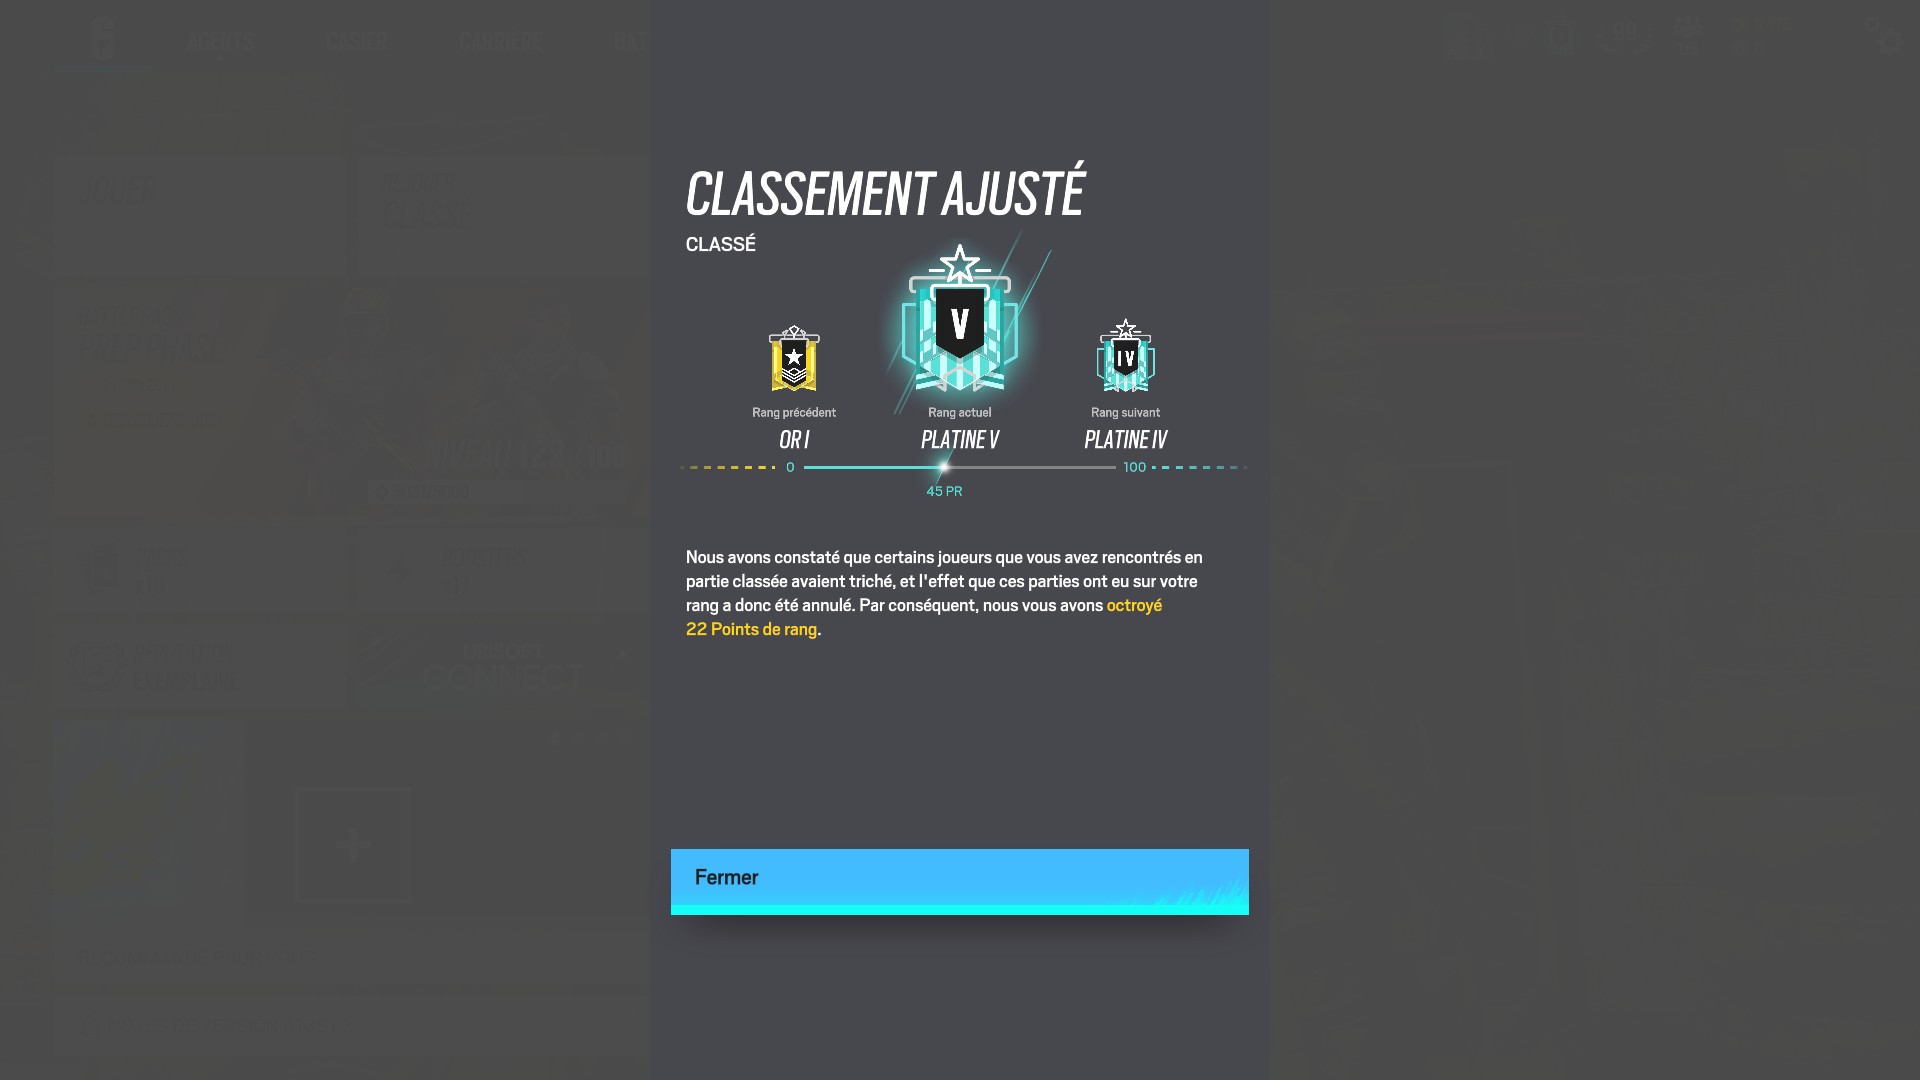 AGENTS CASIER CARRIÈRE
JOUER
CLASSEMENT AJUSTÉ
CLASSÉ
V
IV
Rang précédent
Rang actuel
Rang suivant
OR I
PLATINE V
PLATINE IV
0
100
45 PR
Nous avons constaté que certains joueurs que vous avez rencontrés en
partie classée avaient triché, et l'effet que ces parties ont eu sur votre
rang a donc été annulé. Par conséquent, nous vous avons octroyé
22 Points de rang.
UBISOFT
CONNECT
Fermer